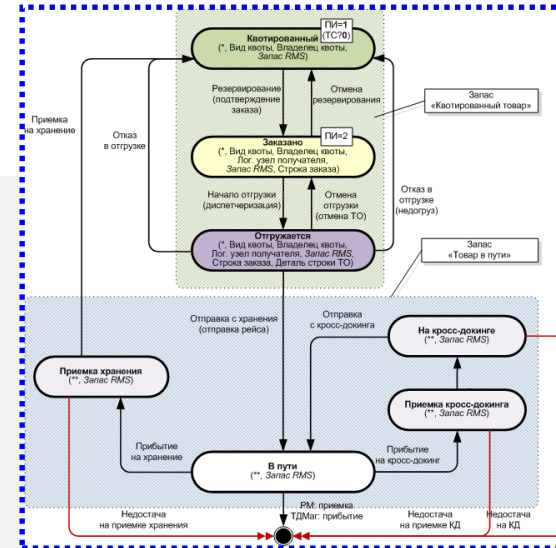 ПИ=1
(ТС?0)
Квотированный
(*, Вид квоты, Владелец квоты,
Запас RMS)
Запас
«Квотированный товар»
Приемка
на хранение
Отказ
в отгрузке
Резервирование
(подтверждение
заказа)
Отмена
резервирования
ПИ=2
Заказано
(*, Вид квоты, Владелец квоты,
Лог. узел получателя,
Запас RMS, Строка заказа)
Начало отгрузки
(диспетчеризация)
Отмена
отгрузки
(отмена ТО)
Отказ в
отгрузке
(недогруз)
Отгружается
(*, Вид квоты, Владелец квоты,
Лог. узел получателя, Запас RMS,
Строка заказа, Деталь строки ТО)
Запас
«Товар в пути»
Отправка с хранения
(отправка рейса)
Отправка
с кросс-докинга
На кросс-докинге
(**, Запас RMS)
Приемка хранения
(**, Запас RMS)
Приемка кросс-докинга
(**, Запас RMS)
Прибытие
на хранение
В пути
(**, Запас RMS)
Прибытие
на кросс-докинг
Недостача
на приемке хранения
РМ: приемка
ТДМаг: прибытие
Недостача
на приемке КД
Недостача
на КД